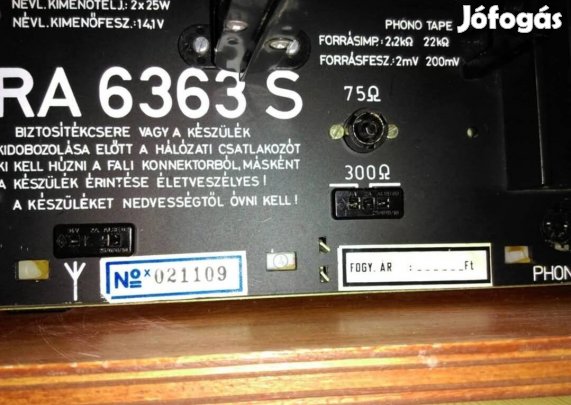 NÉVL.KIMENŐTELJ.: 2x25W
NÉVL.KIMENŐFESZ.:14,1V
Jófogás
PHONO TAPE
FORRÁSIMP.: 2,2kΩ 22kΩ
FORRÁSFESZ.: 2mV 200mV
RA 6363 S
75Ω
BIZTOSÍTÉKCSERE VAGY A KÉSZÜLÉK
KIDOBOZOLÁSA ELŐTT A HÁLÓZATI CSATLAKOZÓT
KI KELL HÚZNI A FALI KONNEKTORBÓL, MÁSKÉNT
A KÉSZÜLÉK ÉRINTÉSE ÉLETVESZÉLYES!
A KÉSZÜLÉKET NEDVESSÉGTŐL ÓVNI KELL!
300Ω
No x 021109
FOGY. ÁR :______Ft
PHON